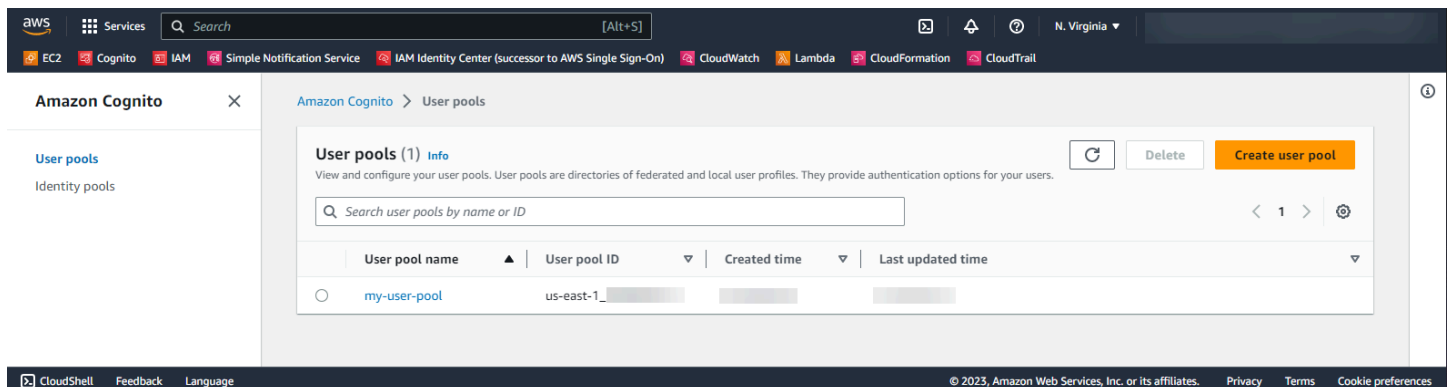 aws Services Search [Alt+S] N. Virginia ▼
EC2 Cognito IAM Simple Notification Service IAM Identity Center (successor to AWS Single Sign-On) CloudWatch Lambda CloudFormation CloudTrail
Amazon Cognito
User pools
Identity pools
Amazon Cognito > User pools
User pools (1) Info
View and configure your user pools. User pools are directories of federated and local user profiles. They provide authentication options for your users.
Delete
Create user pool
Search user pools by name or ID
< 1 >
User pool name User pool ID Created time Last updated time
my-user-pool us-east-1_
CloudShell Feedback Language © 2023, Amazon Web Services, Inc. or its affiliates. Privacy Terms Cookie preferences